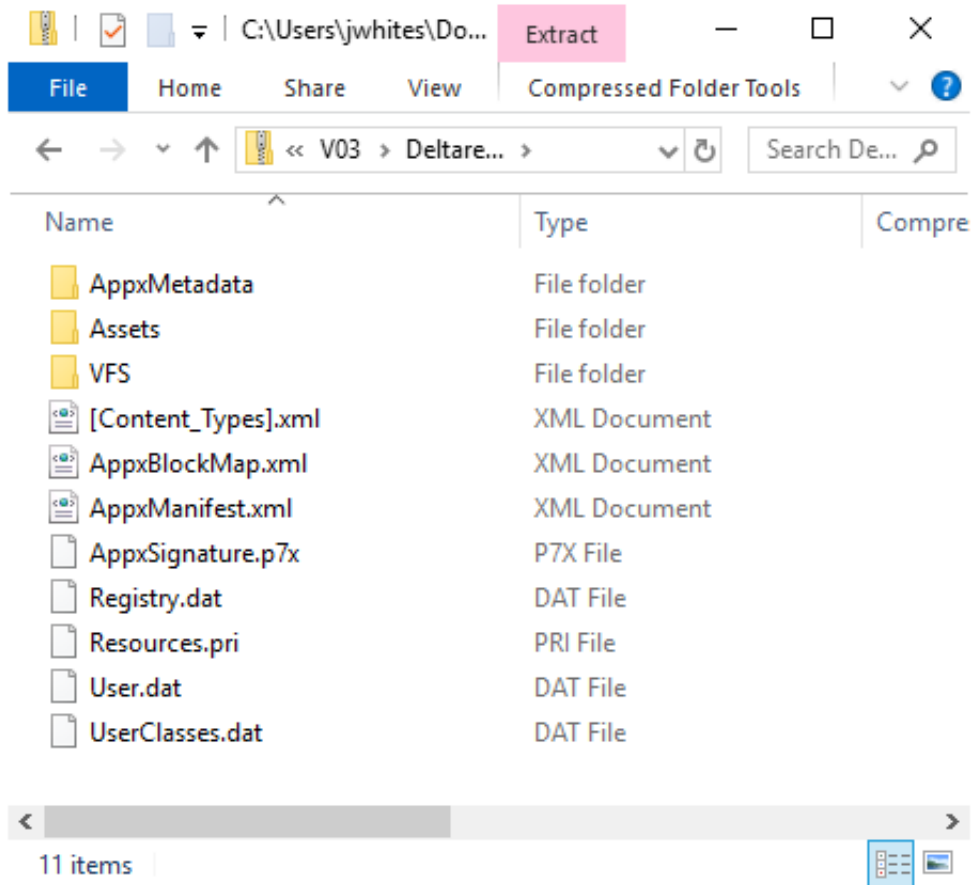 C:\Users\jwhites\Do... Extract
File Home Share View Compressed Folder Tools ?
« V03 > Deltare... > Search De...
Name Type Compre
AppxMetadata File folder
Assets File folder
VFS File folder
[Content_Types].xml XML Document
AppxBlockMap.xml XML Document
AppxManifest.xml XML Document
AppxSignature.p7x P7X File
Registry.dat DAT File
Resources.pri PRI File
User.dat DAT File
UserClasses.dat DAT File
11 items